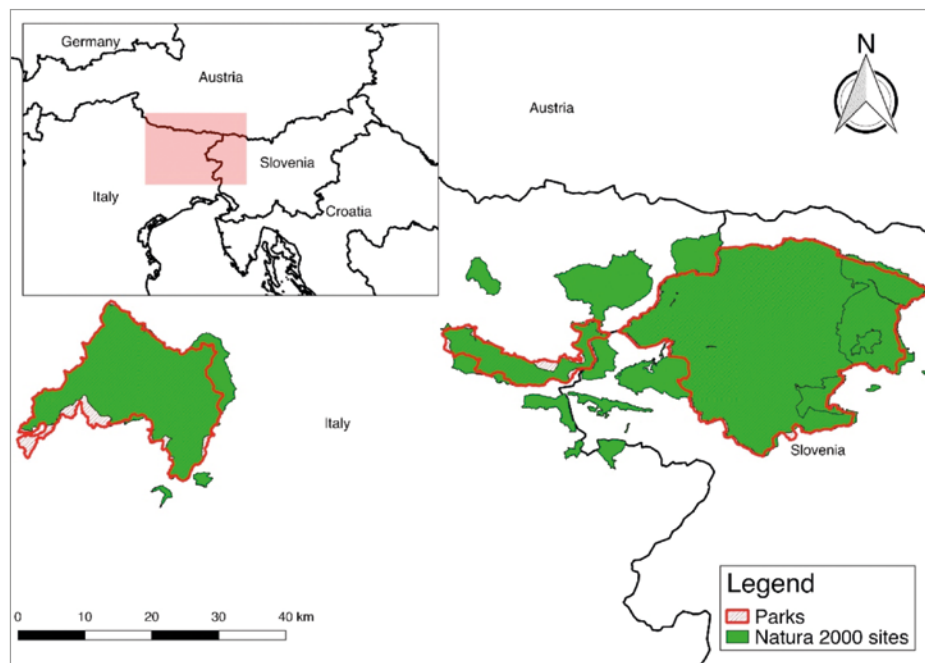 Germany
Austria
Slovenia
Italy
Croatia
N
Austria
Italy
Slovenia
0 10 20 30 40 km
Legend
Parks
Natura 2000 sites